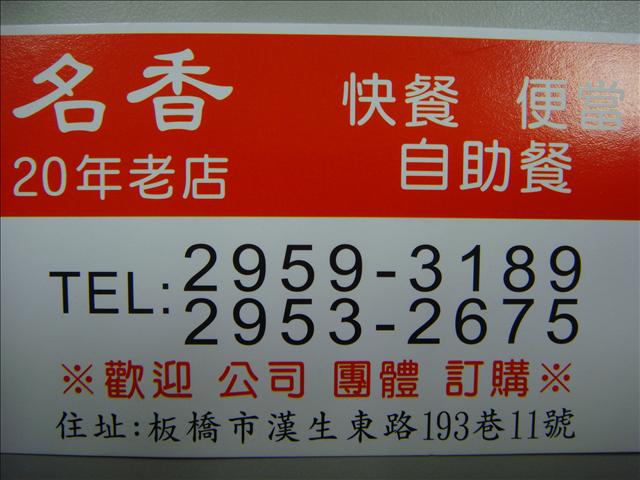 名香
20年老店
快餐 便當
自助餐
TEL: 2959-3189
2953-2675
※歡迎 公司 團體 訂購※
住址:板橋市漢生東路193巷11號